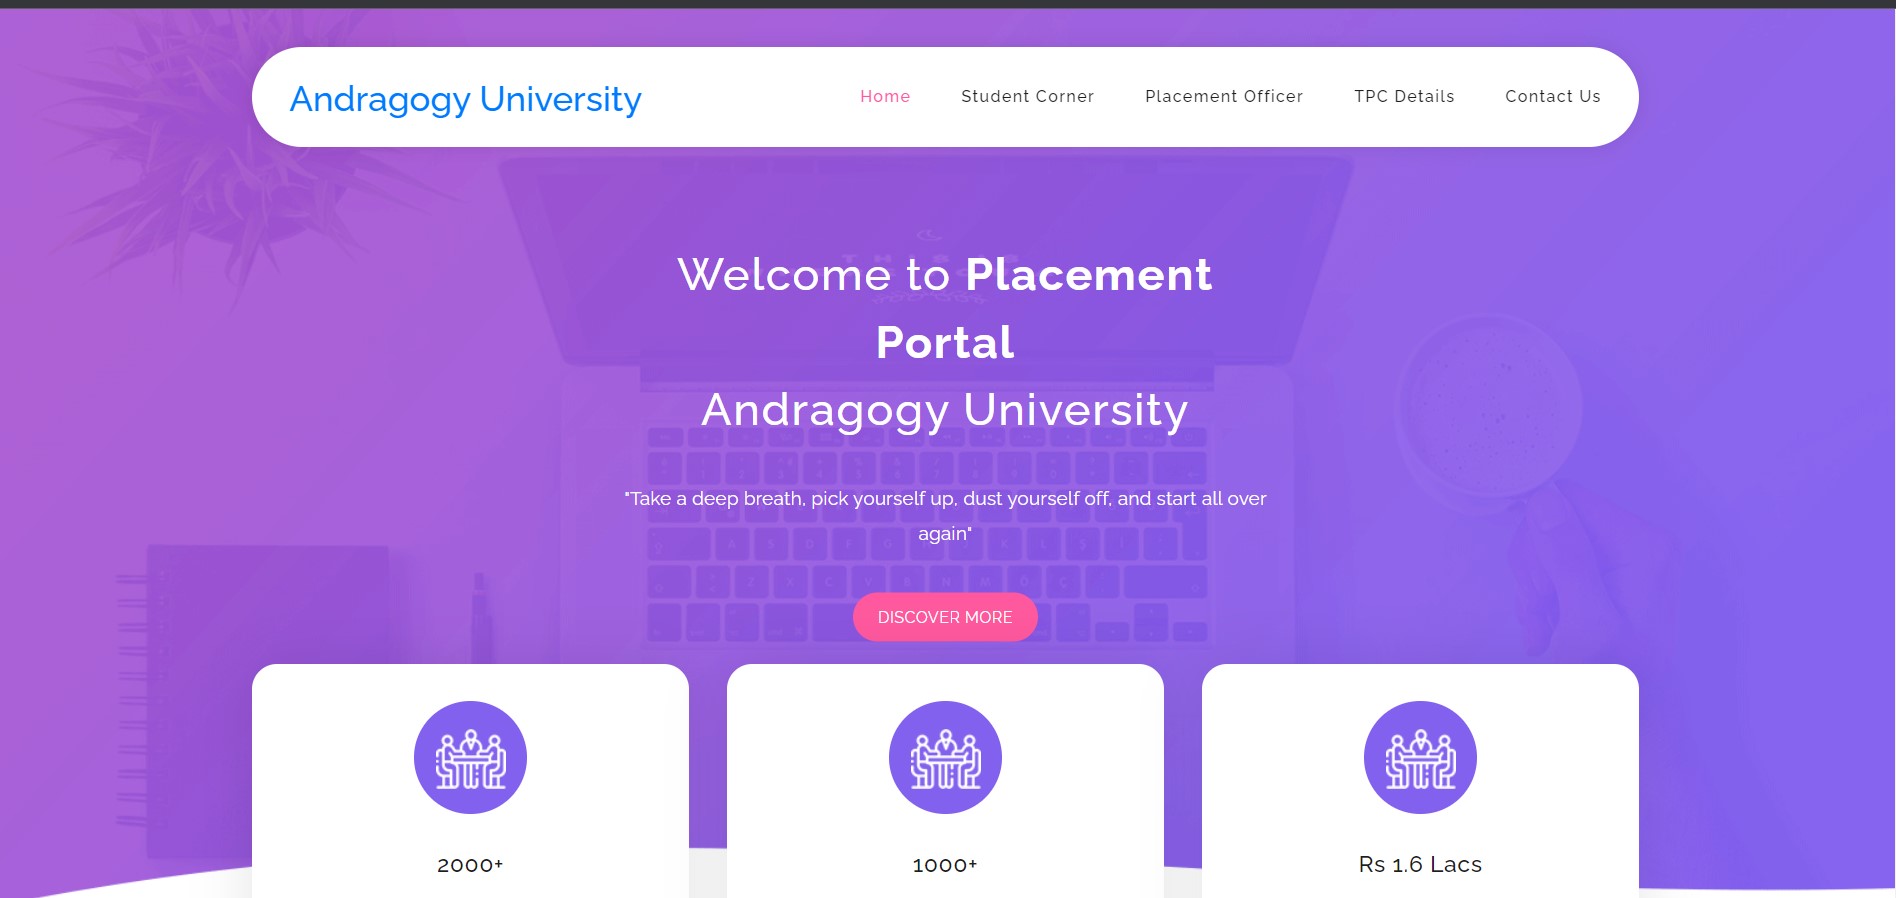 Andragogy University
Home Student Corner Placement Officer TPC Details Contact Us
Welcome to Placement
Portal
Andragogy University
"Take a deep breath, pick yourself up, dust yourself off, and start all over
again"
DISCOVER MORE
2000+ 1000+ Rs 1.6 Lacs